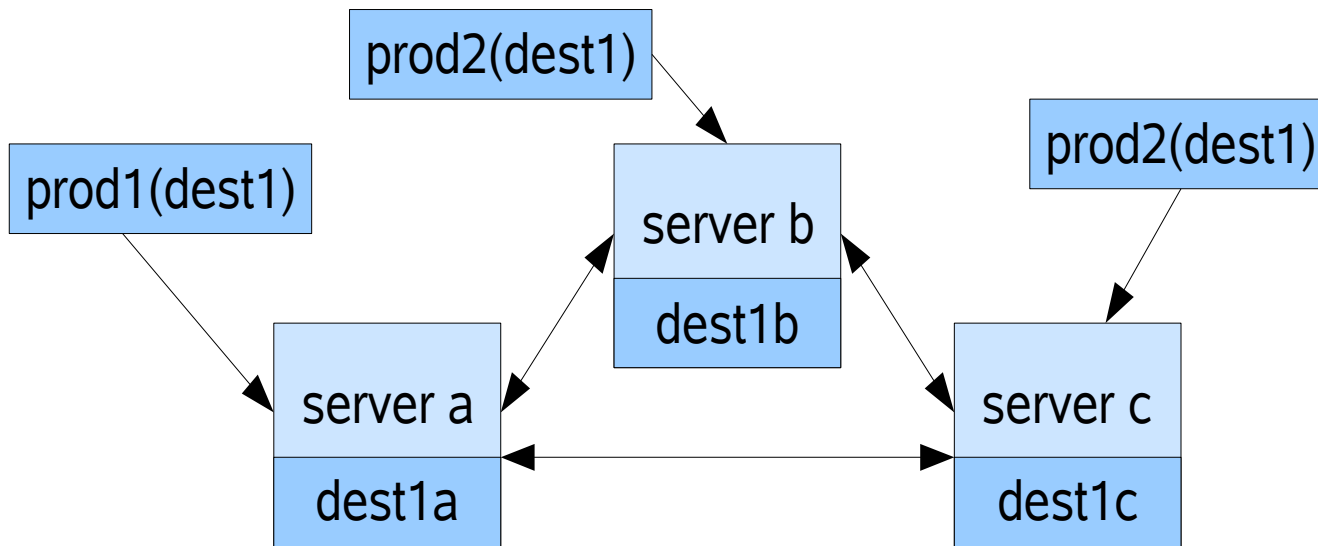 prod2(dest1)
prod2(dest1)
prod1(dest1)
server b
dest1b
server a
server c
dest1a
dest1c